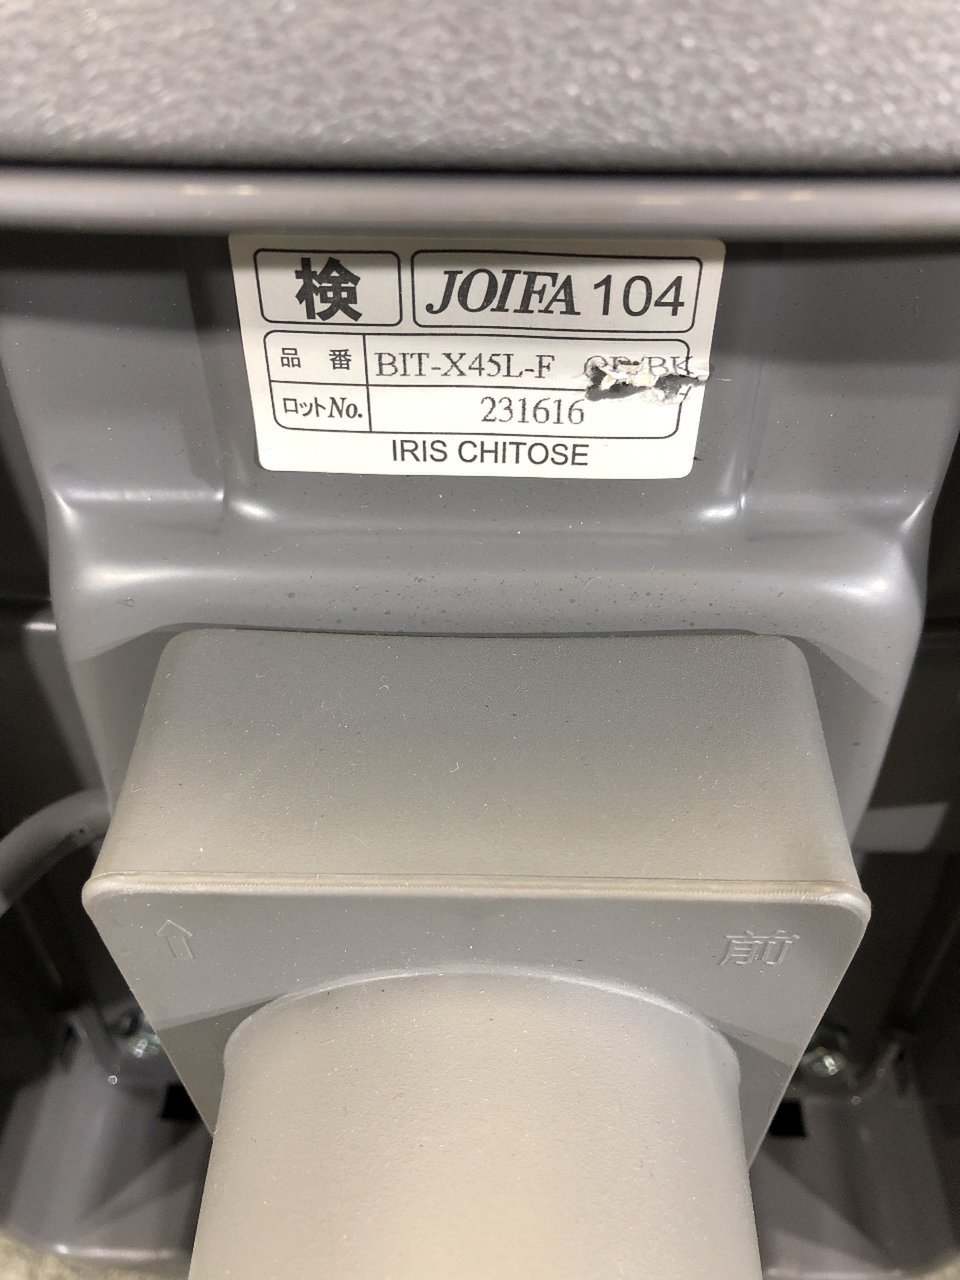 検 JOIFA 104
品番 BIT-X45L-F
ロットNo. 231616
IRIS CHITOSE
↑ 前